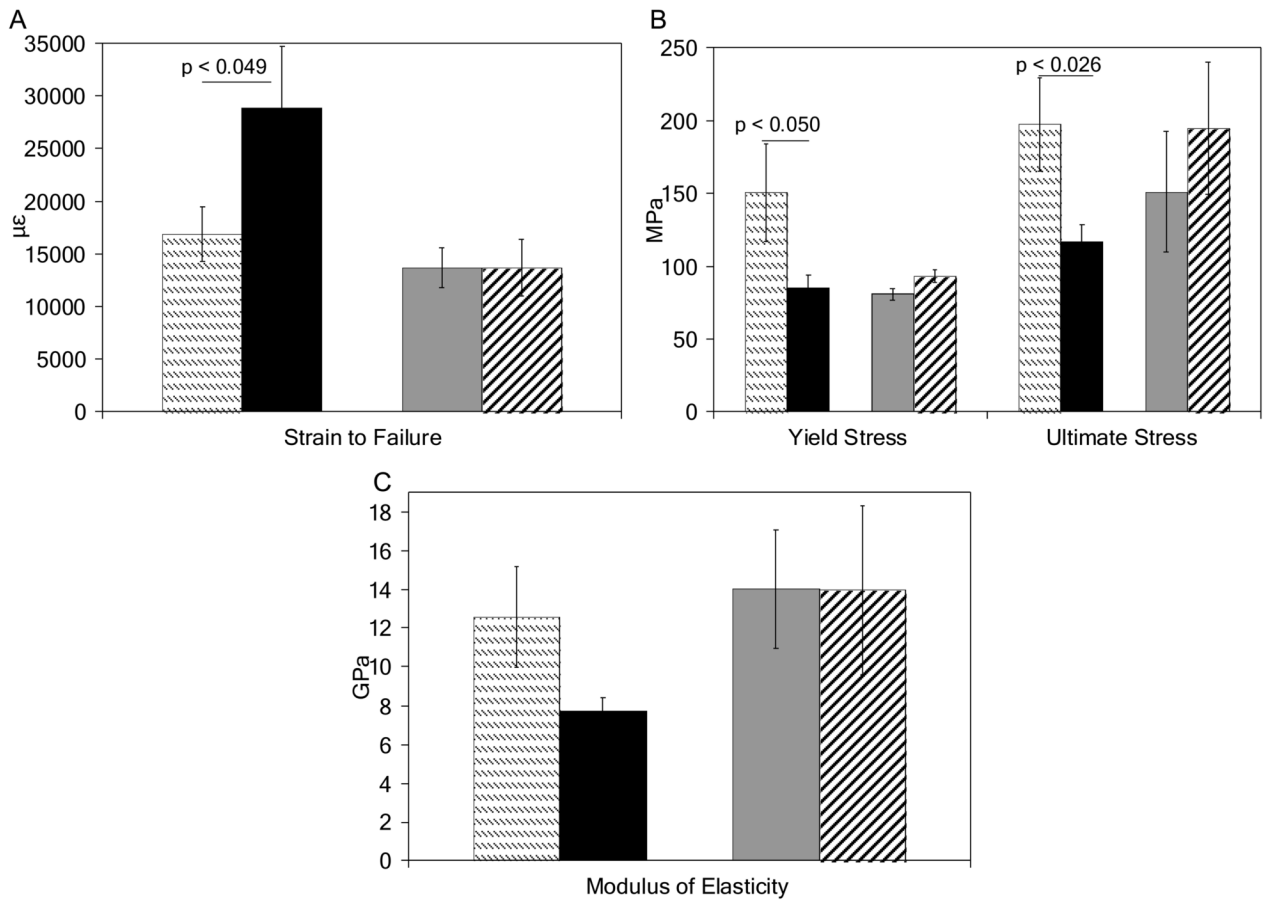 A
35000
30000
25000
20000
15000
10000
5000
0
με
p < 0.049
Strain to Failure
B
250
200
150
100
50
0
MPa
p < 0.050
p < 0.026
Yield Stress
Ultimate Stress
C
18
16
14
12
10
8
6
4
2
0
GPa
Modulus of Elasticity